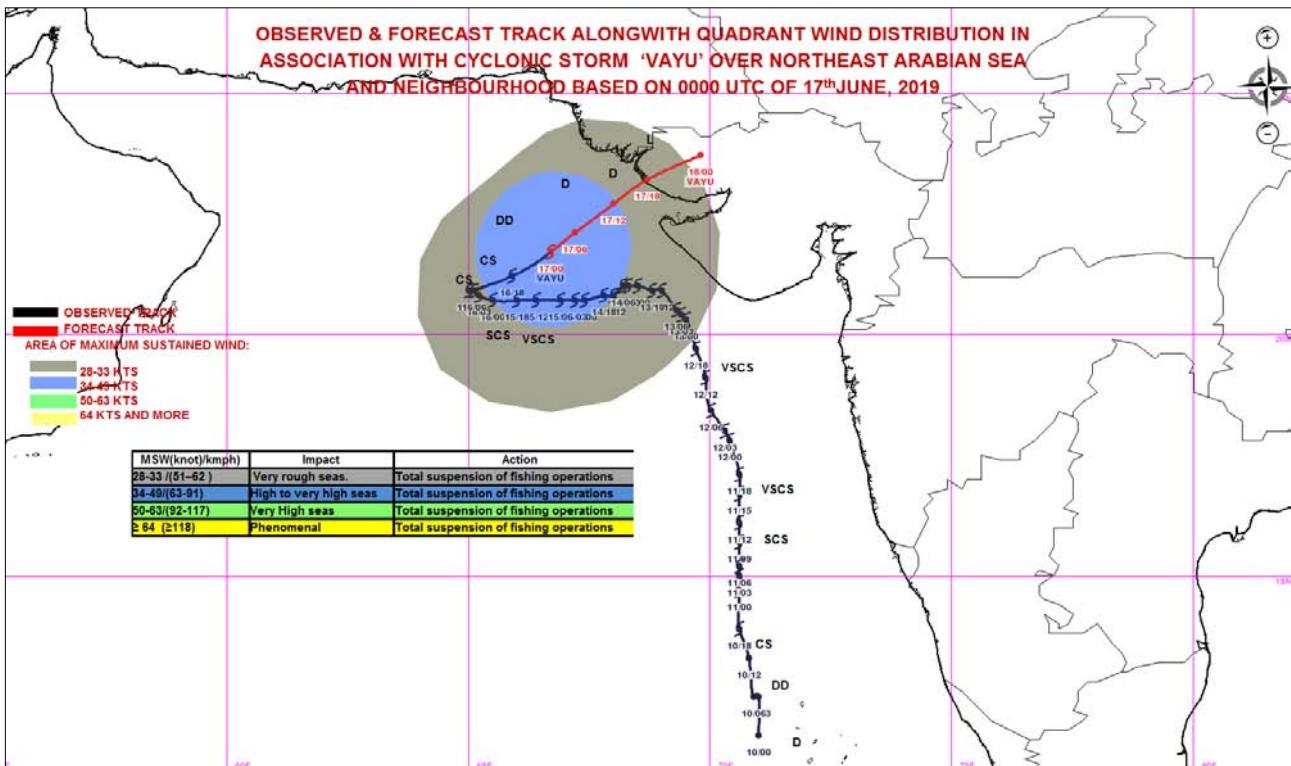 OBSERVED & FORECAST TRACK ALONGWITH QUADRANT WIND DISTRIBUTION IN
ASSOCIATION WITH CYCLONIC STORM ‘VAYU’ OVER NORTHEAST ARABIAN SEA
AND NEIGHBOURHOOD BASED ON 0000 UTC OF 17th JUNE, 2019
D
D
18/00
VAYU
17/18
17/12
DD
17/06
CS
17/00
VAYU
CS
16/18
SCS
VSCS
OBSERVED TRACK
FORECAST TRACK
AREA OF MAXIMUM SUSTAINED WIND:
28-33 KTS
34-49 KTS
50-63 KTS
64 KTS AND MORE
12/18
VSCS
12/12
12/06
12/03
12/00
MSW(knot)/kmph) Impact Action
28-33 /(51–62 ) Very rough seas. Total suspension of fishing operations
34-49/(63-91) High to very high seas Total suspension of fishing operations
50-63/(92-117) Very High seas Total suspension of fishing operations
≥ 64 (≥118) Phenomenal Total suspension of fishing operations
11/18
VSCS
11/15
11/12
SCS
11/09
11/06
11/03
11/00
10/18
CS
10/12
DD
10/063
10/00
D